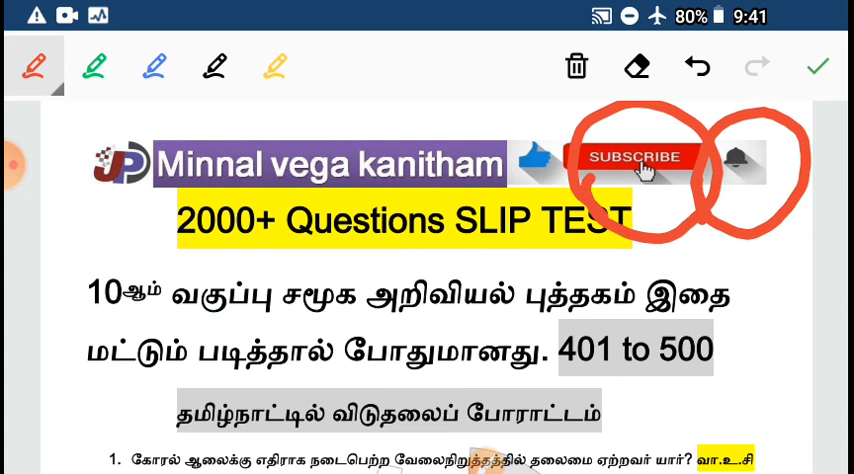 80% 9:41
JP Minnal vega kanitham SUBSCRIBE
2000+ Questions SLIP TEST
10ஆம் வகுப்பு சமூக அறிவியல் புத்தகம் இதை
மட்டும் படித்தால் போதுமானது. 401 to 500
தமிழ்நாட்டில் விடுதலைப் போராட்டம்
1. கோரல் ஆலைக்கு எதிராக நடைபெற்ற வேலைநிறுத்தத்தில் தலைமை ஏற்றவர் யார்? வா.உ.சி